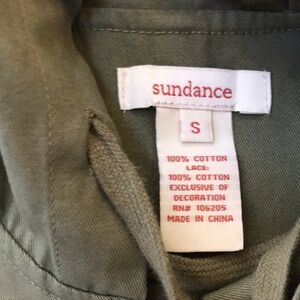 sundance
S
100% COTTON
LACE:
100% COTTON
EXCLUSIVE OF
DECORATION
RN# 106205
MADE IN CHINA